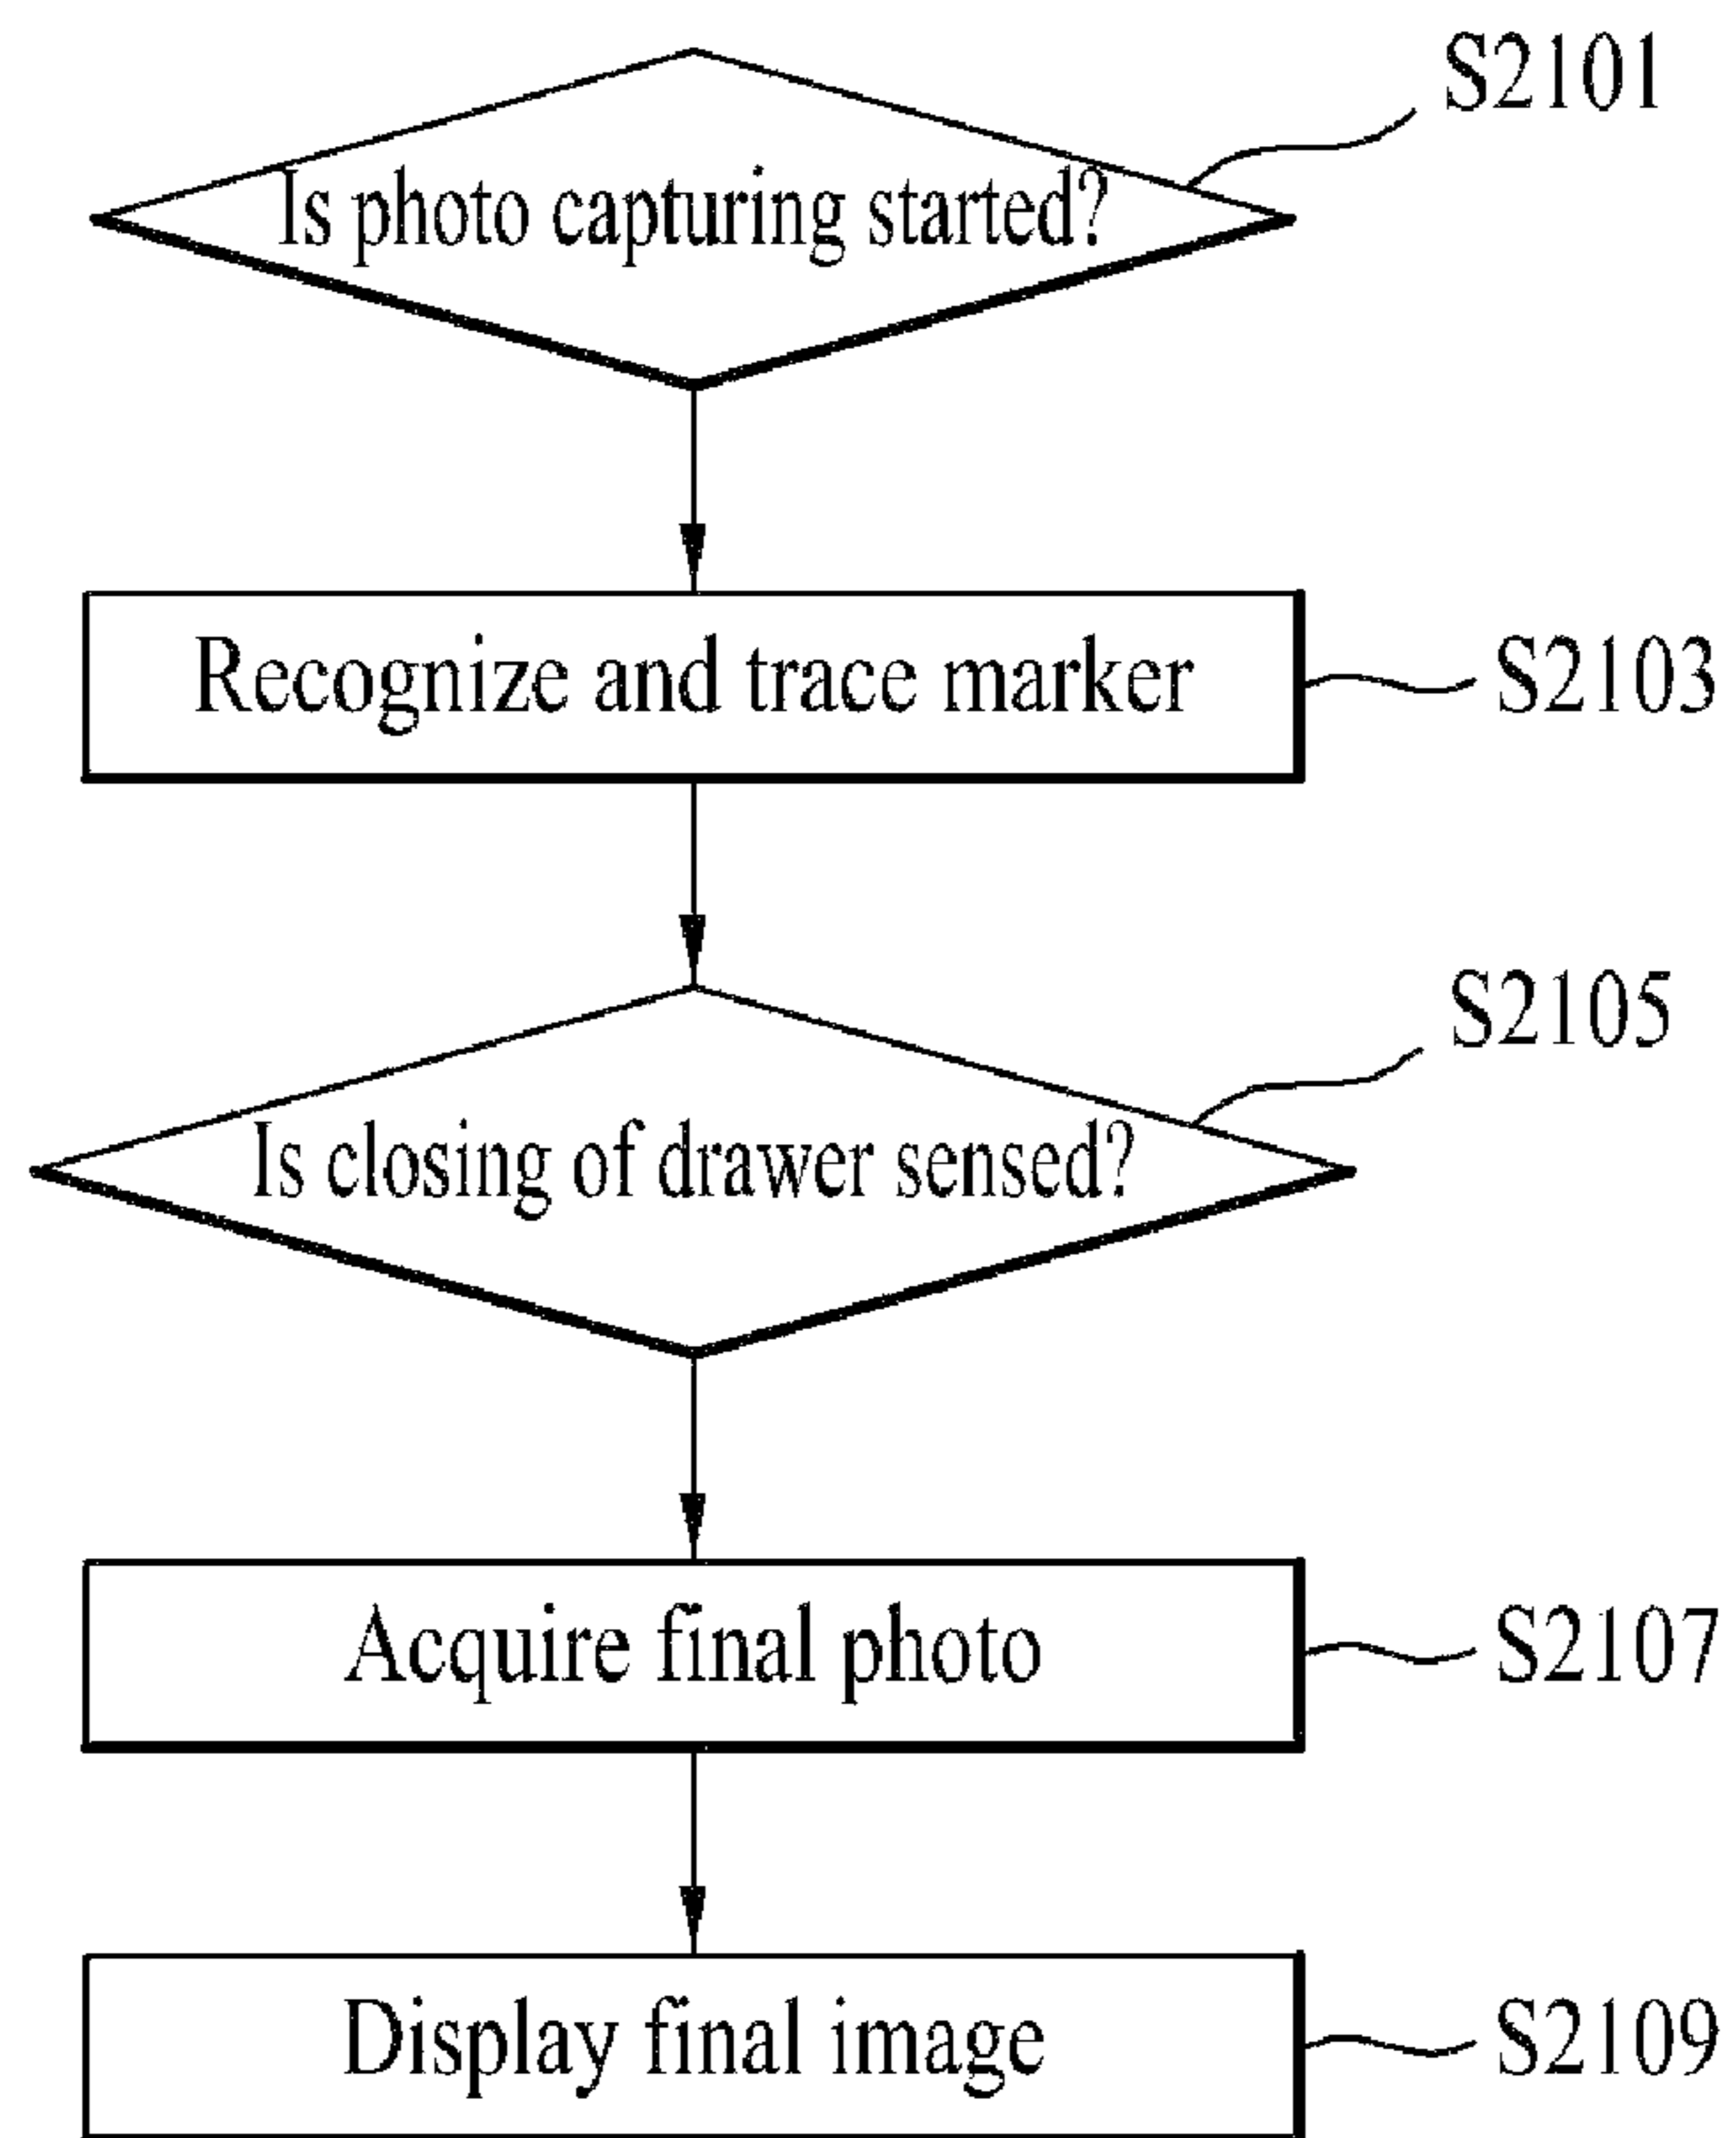 S2101
Is photo capturing started?
Recognize and trace marker
S2103
S2105
Is closing of drawer sensed?
Acquire final photo
S2107
Display final image
S2109